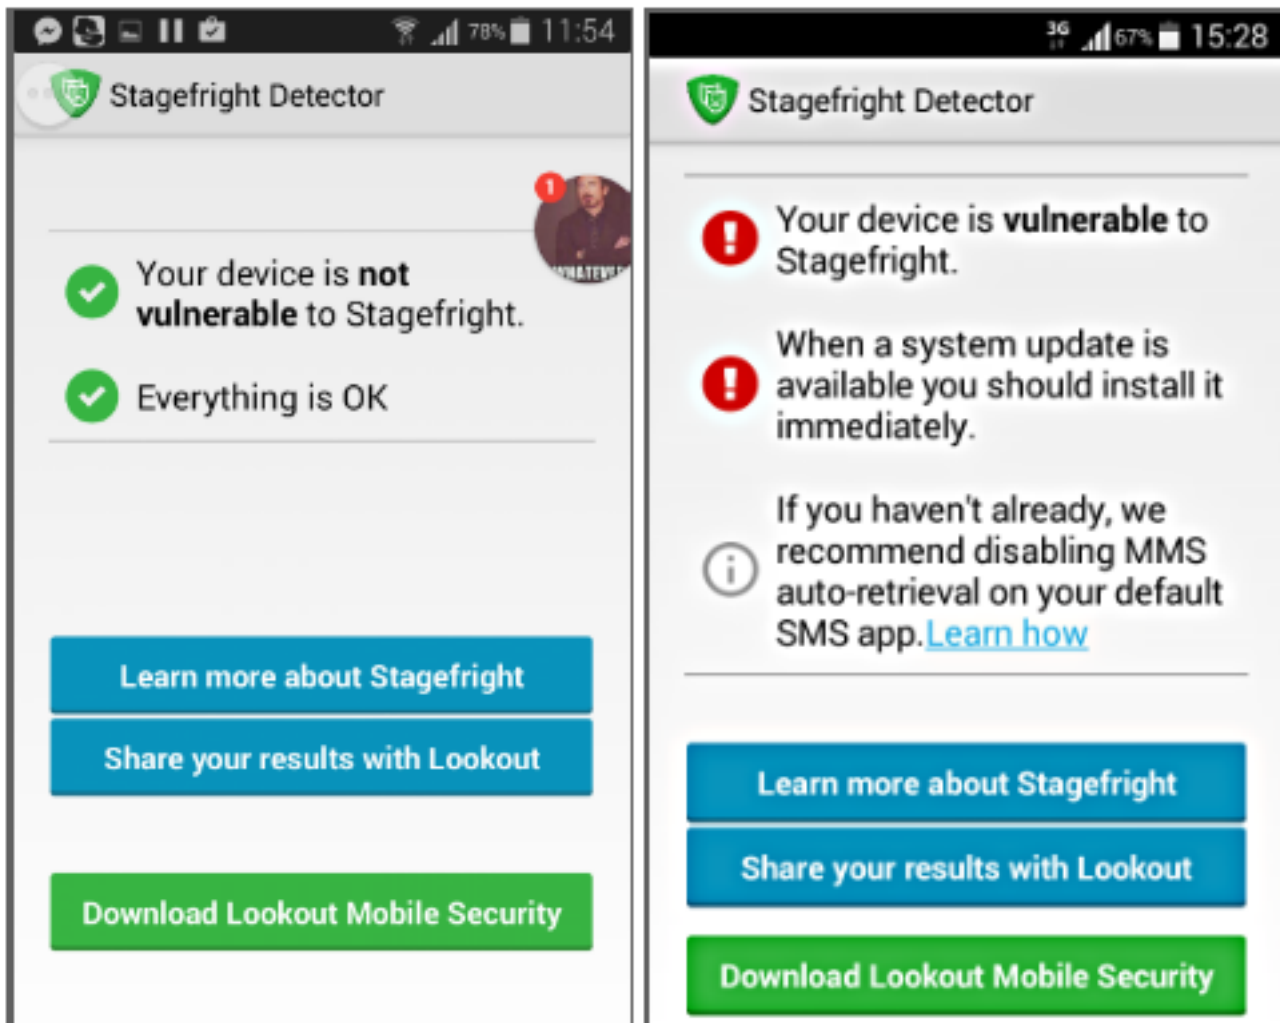 78% 11:54
Stagefright Detector
1
WHATEVER
Your device is not
vulnerable to Stagefright.
Everything is OK
Learn more about Stagefright
Share your results with Lookout
Download Lookout Mobile Security
3G 67% 15:28
Stagefright Detector
Your device is vulnerable to
Stagefright.
When a system update is
available you should install it
immediately.
If you haven't already, we
recommend disabling MMS
auto-retrieval on your default
SMS app.Learn how
Learn more about Stagefright
Share your results with Lookout
Download Lookout Mobile Security